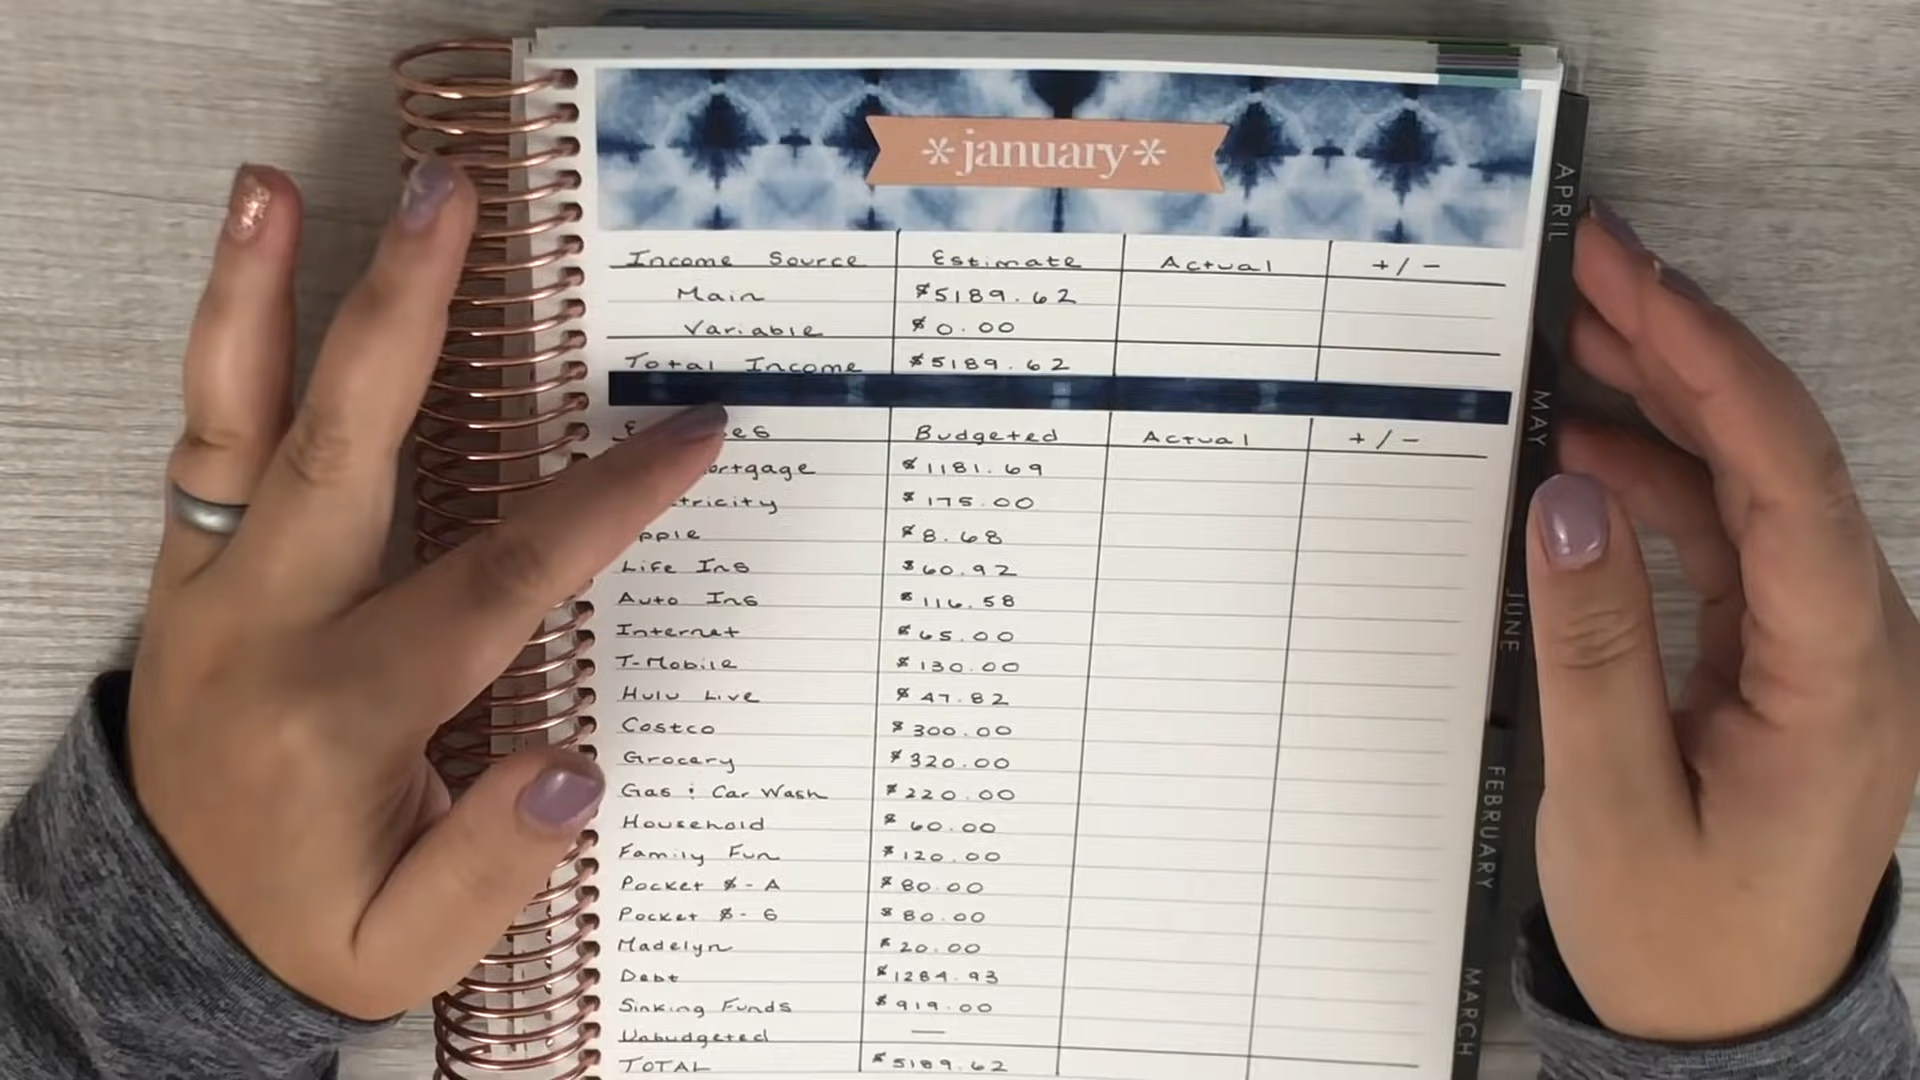 *january*
Income Source Estimate Actual +/-
Main $5189.62
Variable $0.00
Total Income $5189.62
Budgeted Actual +/-
$1181.69
$175.00
$8.68
Life Ins $60.92
Auto Ins $116.58
Internet $65.00
T-Mobile $130.00
Hulu Live $47.82
Costco $300.00
Grocery $320.00
Gas & Car Wash $220.00
Household $60.00
Family Fun $120.00
Pocket $-A $80.00
Pocket $-G $80.00
Madelyn $20.00
Debt $1284.93
Sinking Funds $919.00
Unbudgeted —
TOTAL $5189.62
APRIL
MAY
JUNE
FEBRUARY
MARCH